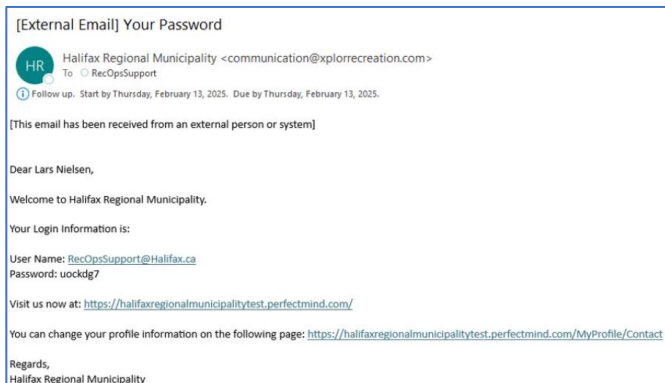 [External Email] Your Password
HR
Halifax Regional Municipality <communication@xplorrecreation.com>
To RecOpsSupport
Follow up. Start by Thursday, February 13, 2025. Due by Thursday, February 13, 2025.
[This email has been received from an external person or system]
Dear Lars Nielsen,
Welcome to Halifax Regional Municipality.
Your Login Information is:
User Name: RecOpsSupport@Halifax.ca
Password: uockdg7
Visit us now at: https://halifaxregionalmunicipalitytest.perfectmind.com/
You can change your profile information on the following page: https://halifaxregionalmunicipalitytest.perfectmind.com/MyProfile/Contact
Regards,
Halifax Regional Municipality